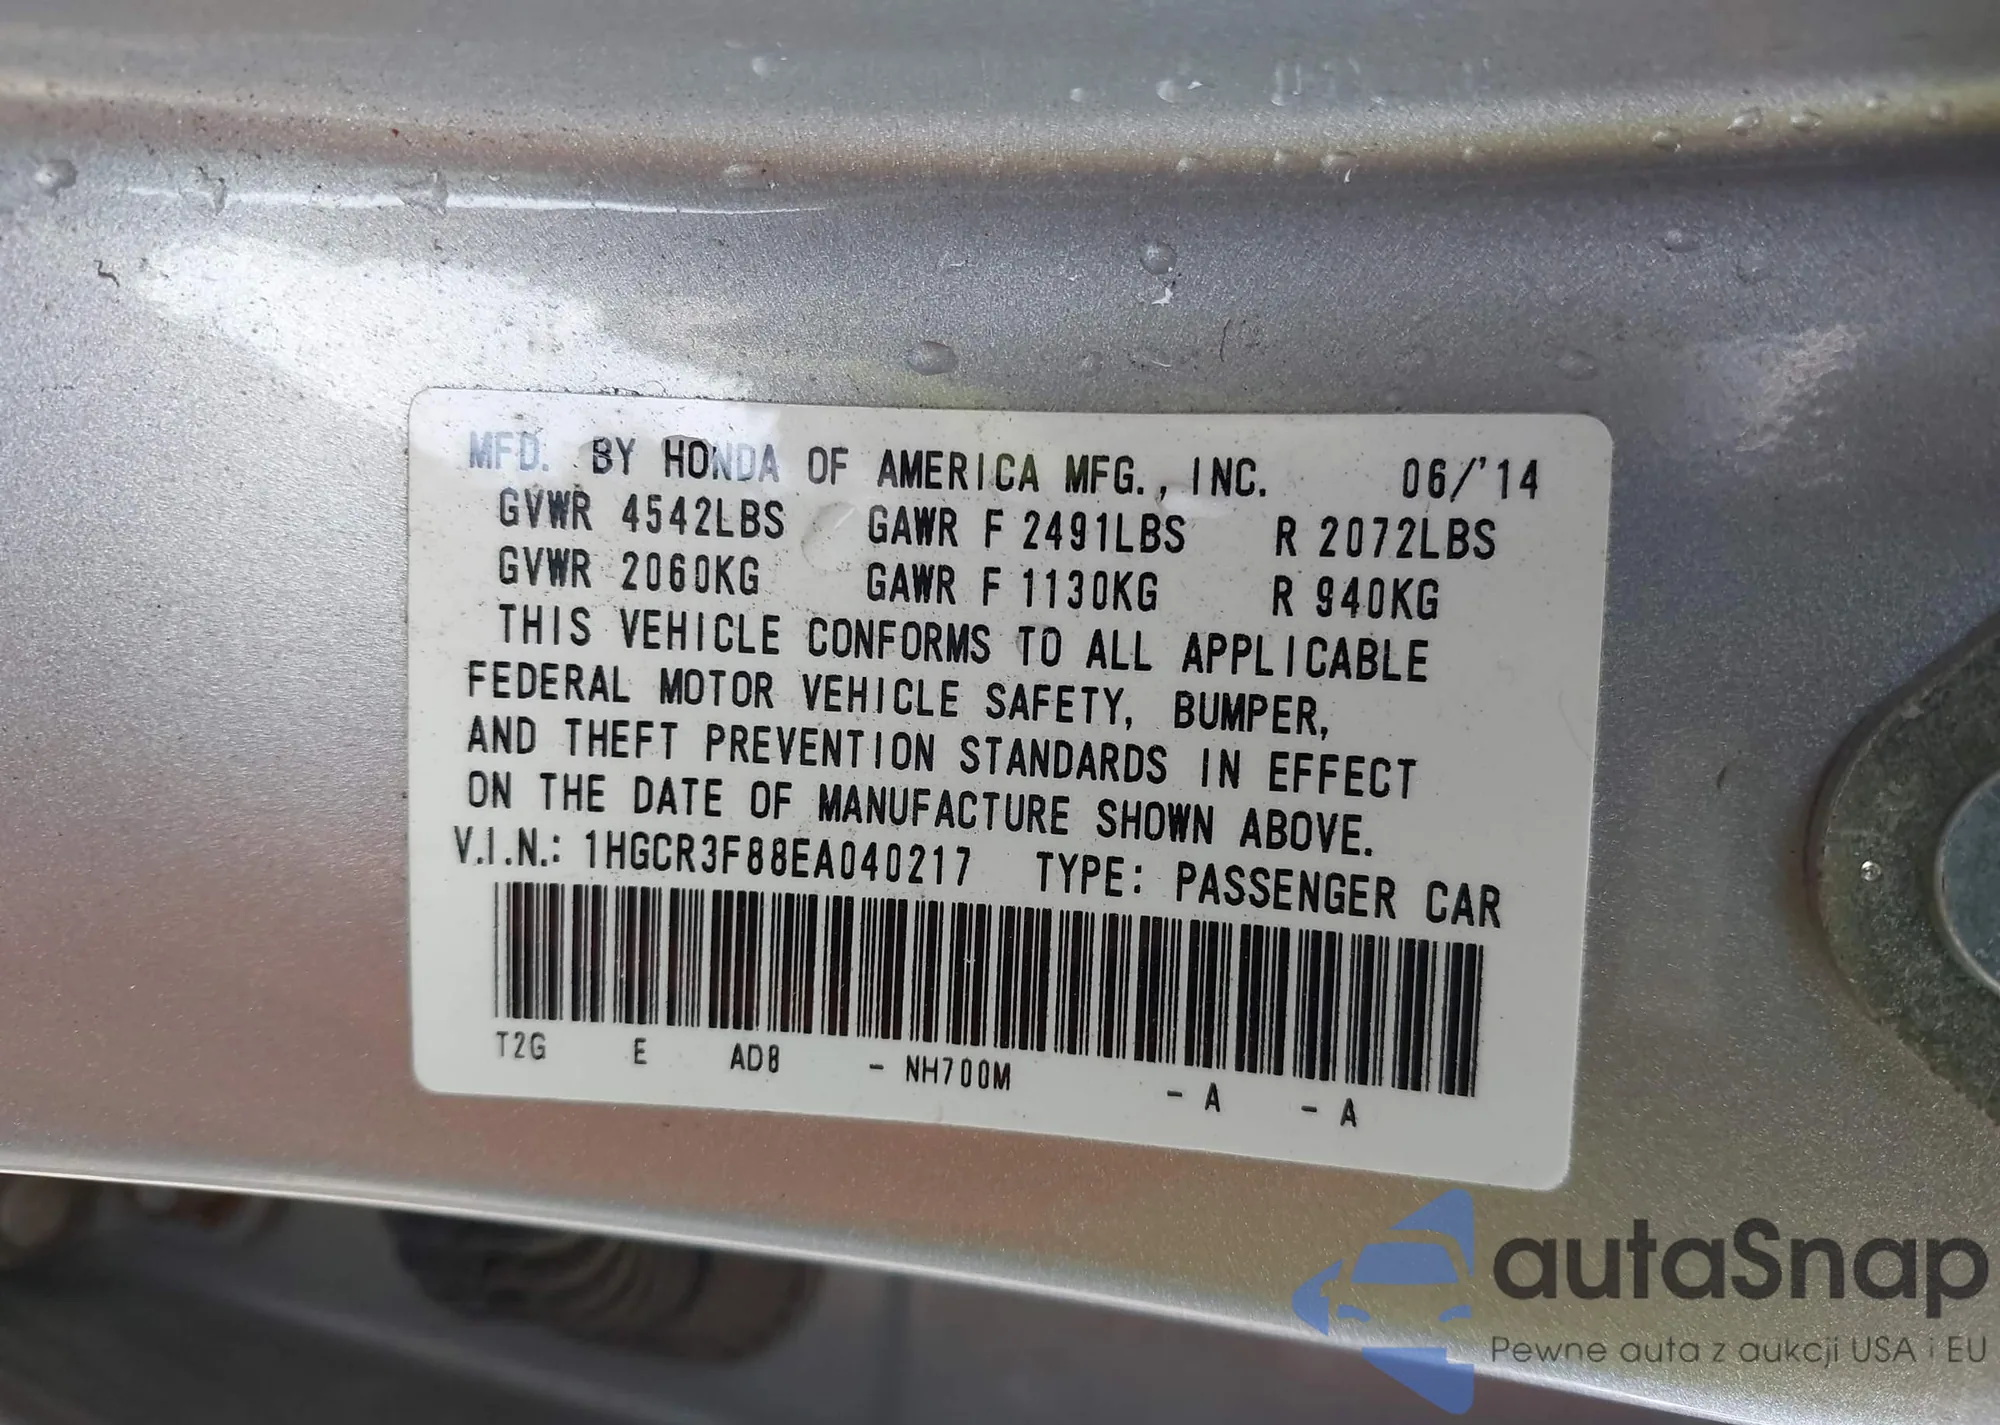 MFD. BY HONDA OF AMERICA MFG., INC. 06/'14
GVWR 4542LBS GAWR F 2491LBS R 2072LBS
GVWR 2060KG GAWR F 1130KG R 940KG
THIS VEHICLE CONFORMS TO ALL APPLICABLE
FEDERAL MOTOR VEHICLE SAFETY, BUMPER,
AND THEFT PREVENTION STANDARDS IN EFFECT
ON THE DATE OF MANUFACTURE SHOWN ABOVE.
V.I.N.: 1HGCR3F88EA040217 TYPE: PASSENGER CAR
T2G E AD8 - NH700M - A - A
autaSnap
Pewne auta z aukcji USA i EU